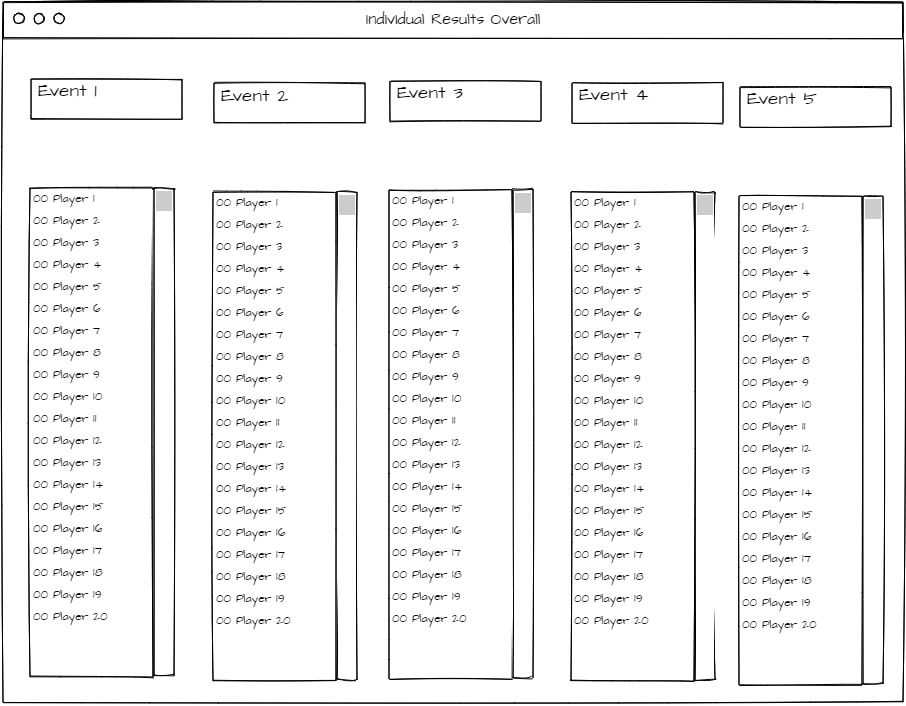 Individual Results Overall
Event 1
Event 2
Event 3
Event 4
Event 5
00 Player 1
00 Player 2
00 Player 3
00 Player 4
00 Player 5
00 Player 6
00 Player 7
00 Player 8
00 Player 9
00 Player 10
00 Player 11
00 Player 12
00 Player 13
00 Player 14
00 Player 15
00 Player 16
00 Player 17
00 Player 18
00 Player 19
00 Player 20
00 Player 1
00 Player 2
00 Player 3
00 Player 4
00 Player 5
00 Player 6
00 Player 7
00 Player 8
00 Player 9
00 Player 10
00 Player 11
00 Player 12
00 Player 13
00 Player 14
00 Player 15
00 Player 16
00 Player 17
00 Player 18
00 Player 19
00 Player 20
00 Player 1
00 Player 2
00 Player 3
00 Player 4
00 Player 5
00 Player 6
00 Player 7
00 Player 8
00 Player 9
00 Player 10
00 Player 11
00 Player 12
00 Player 13
00 Player 14
00 Player 15
00 Player 16
00 Player 17
00 Player 18
00 Player 19
00 Player 20
00 Player 1
00 Player 2
00 Player 3
00 Player 4
00 Player 5
00 Player 6
00 Player 7
00 Player 8
00 Player 9
00 Player 10
00 Player 11
00 Player 12
00 Player 13
00 Player 14
00 Player 15
00 Player 16
00 Player 17
00 Player 18
00 Player 19
00 Player 20
00 Player 1
00 Player 2
00 Player 3
00 Player 4
00 Player 5
00 Player 6
00 Player 7
00 Player 8
00 Player 9
00 Player 10
00 Player 11
00 Player 12
00 Player 13
00 Player 14
00 Player 15
00 Player 16
00 Player 17
00 Player 18
00 Player 19
00 Player 20